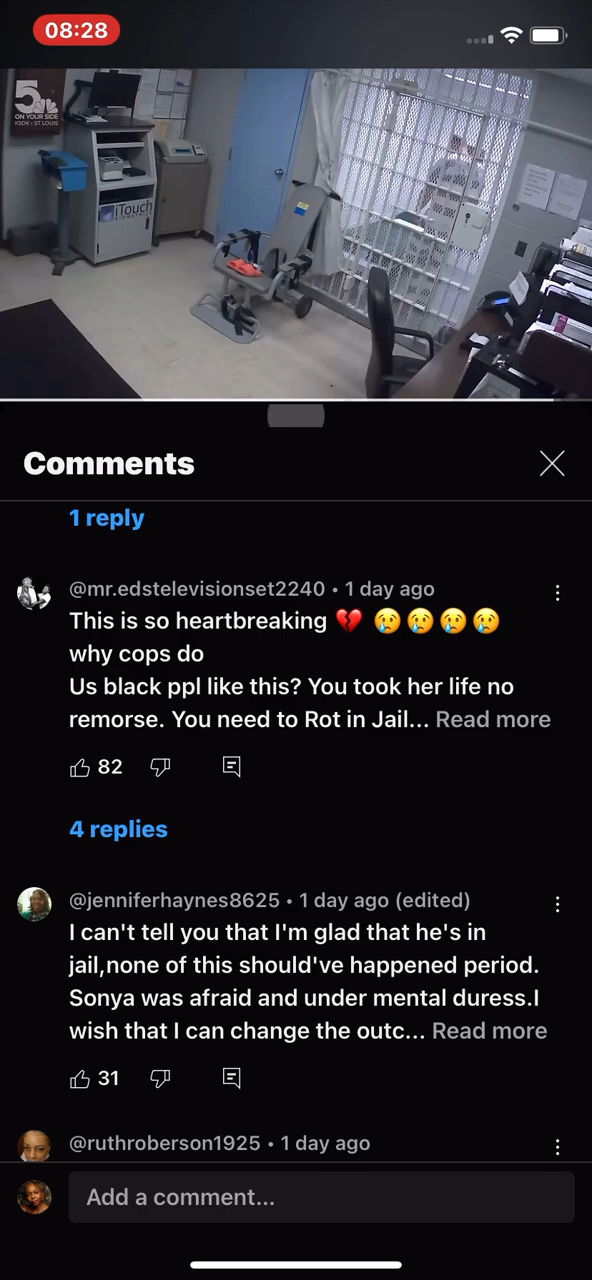 08:28
5
ON YOUR SIDE
KSDK • ST LOUIS
iTouch
BIOMETRICS
Comments
1 reply
@mr.edstelevisionset2240 • 1 day ago
This is so heartbreaking 💔 😢😢😢😢
why cops do
Us black ppl like this? You took her life no
remorse. You need to Rot in Jail... Read more
82
4 replies
@jenniferhaynes8625 • 1 day ago (edited)
I can't tell you that I'm glad that he's in
jail,none of this should've happened period.
Sonya was afraid and under mental duress.I
wish that I can change the outc... Read more
31
@ruthroberson1925 • 1 day ago
Add a comment...